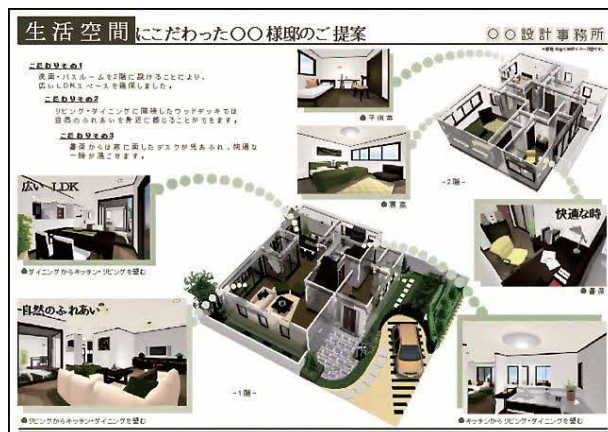 生活空間にこだわった〇〇様邸のご提案
〇〇設計事務所
こだわりその1
洗面・バスルームを2階に設けることにより、
広いLDKスペースを確保しました。
こだわりその2
リビング・ダイニングに隣接したウッドデッキでは
自然のふれあいを身近に感じることができます。
こだわりその3
書斎からは窓に面したデスクが光あふれ、快適な
一時が過ごせます。
●子供室
●寝室
-2階-
広いLDK
●ダイニングからキッチン・リビングを望む
快適な時
●書斎
自然のふれあい
●リビングからキッチン・ダイニングを望む
-1階-
●キッチンからリビング・ダイニングを望む